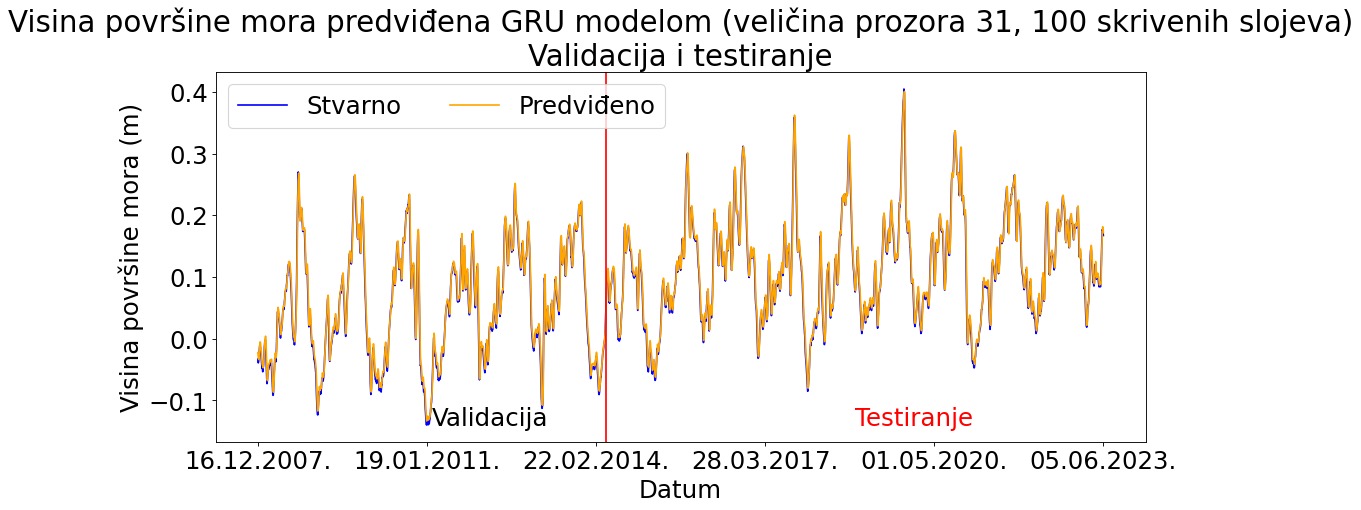 Visina površine mora predviđena GRU modelom (veličina prozora 31, 100 skrivenih slojeva)
Validacija i testiranje
Stvarno Predviđeno
Visina površine mora (m)
0.4
0.3
0.2
0.1
0.0
−0.1
Validacija Testiranje
16.12.2007. 19.01.2011. 22.02.2014. 28.03.2017. 01.05.2020. 05.06.2023.
Datum